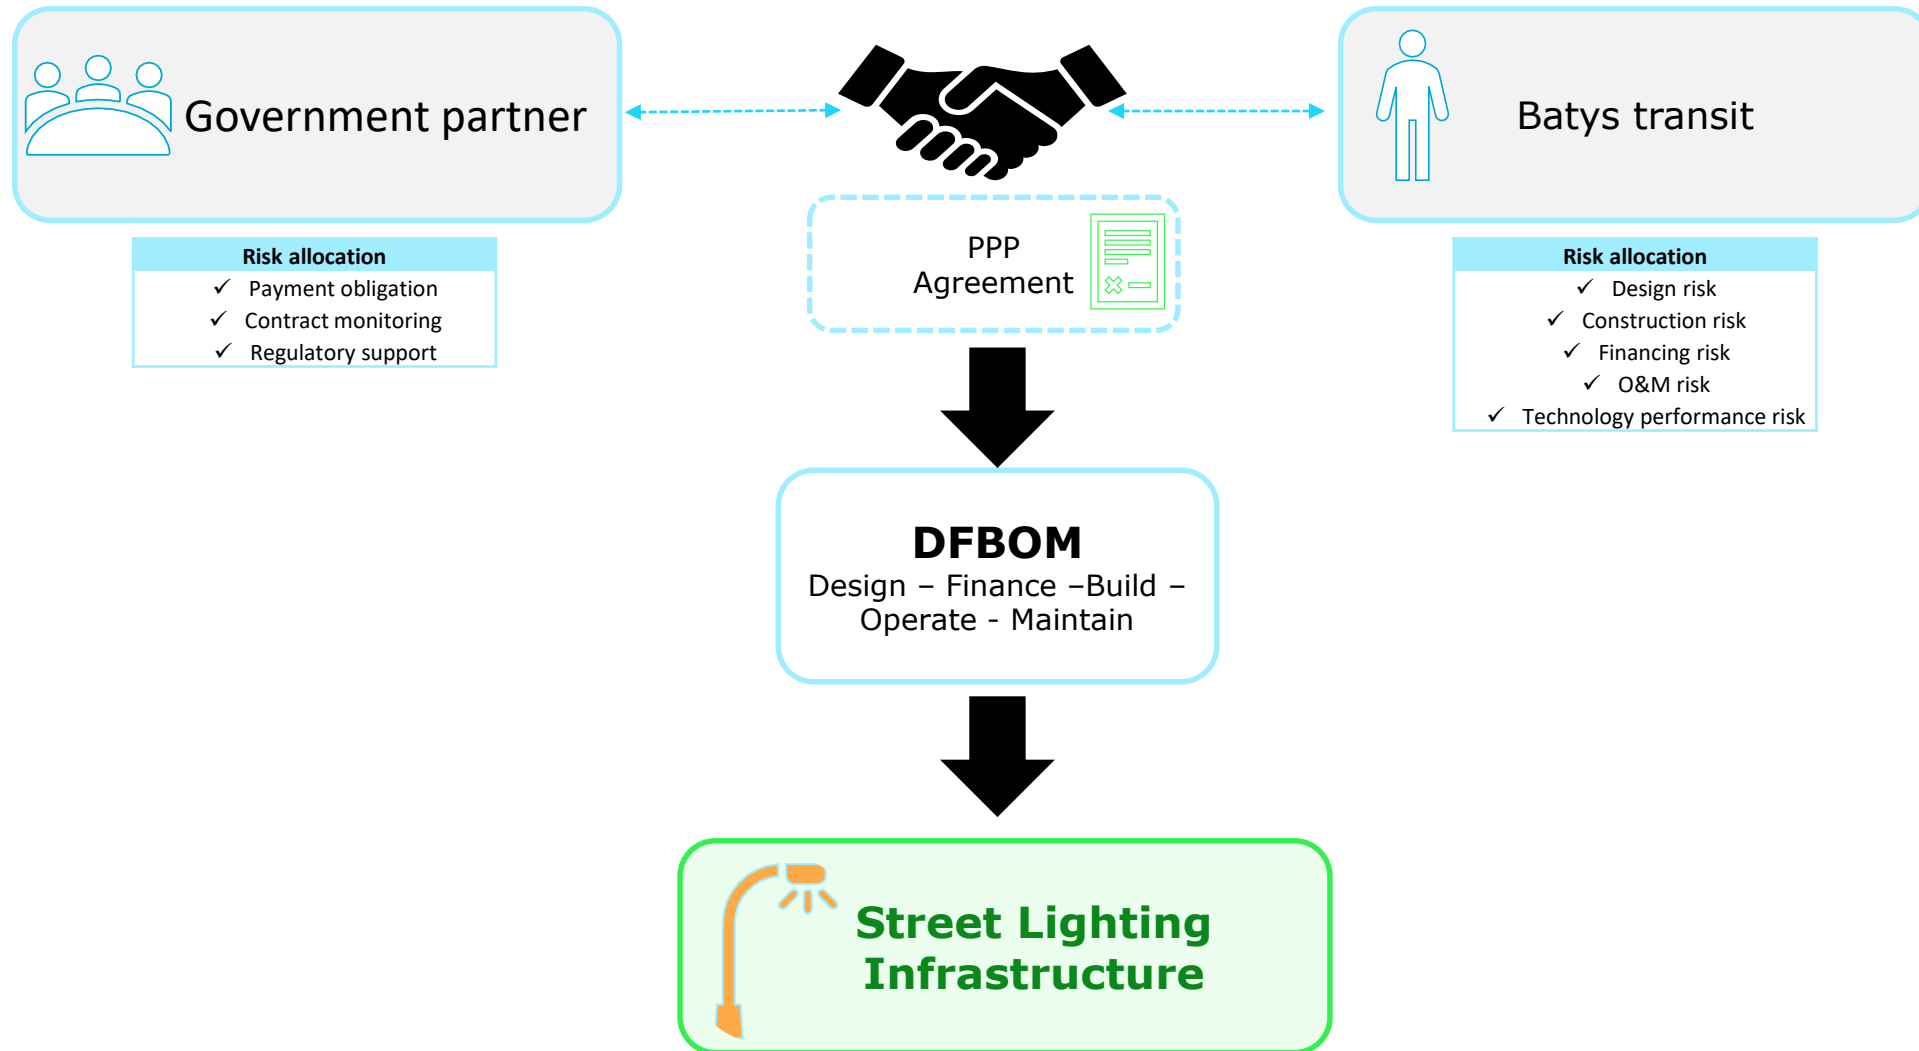 Government partner
Batys transit
Risk allocation
✓ Payment obligation
✓ Contract monitoring
✓ Regulatory support
PPP
Agreement
Risk allocation
✓ Design risk
✓ Construction risk
✓ Financing risk
✓ O&M risk
✓ Technology performance risk
DFBOM
Design – Finance –Build –
Operate - Maintain
Street Lighting
Infrastructure